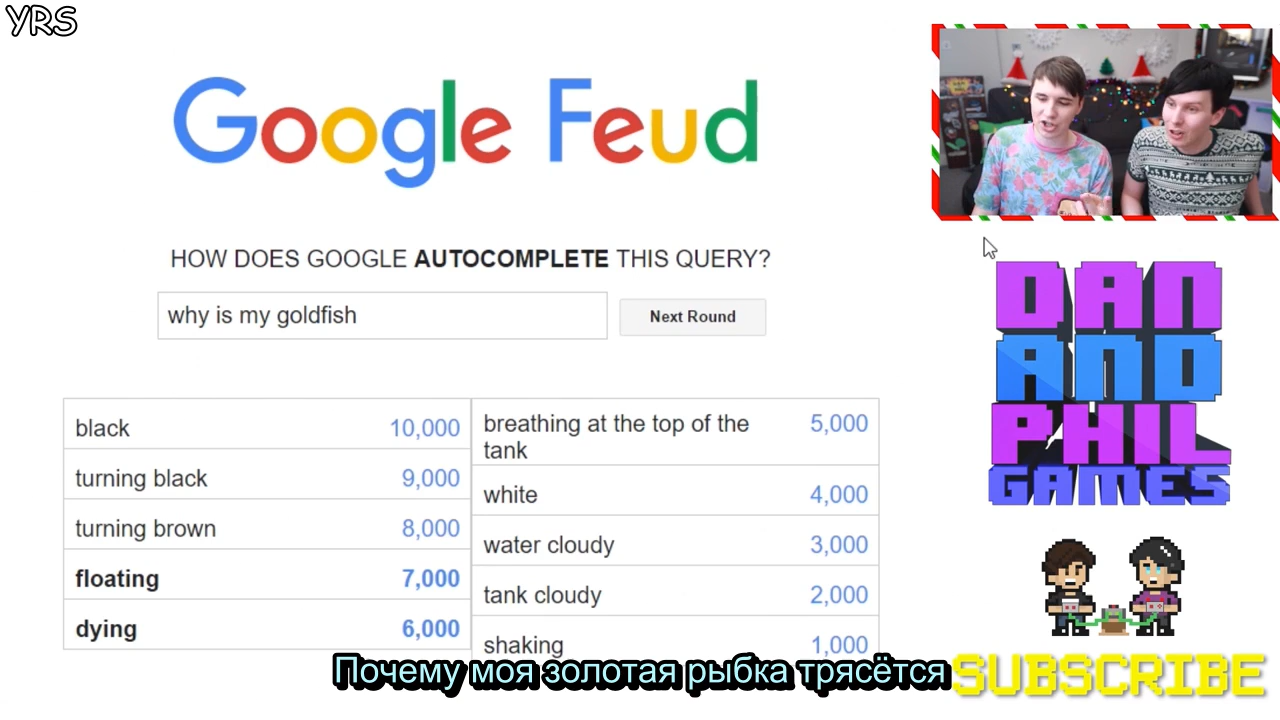 YRS
Google Feud
HOW DOES GOOGLE AUTOCOMPLETE THIS QUERY?
why is my goldfish
Next Round
black 10,000
turning black 9,000
turning brown 8,000
floating 7,000
dying 6,000
breathing at the top of the
tank 5,000
white 4,000
water cloudy 3,000
tank cloudy 2,000
shaking 1,000
DAN
AND
PHIL
GAMES
Почему моя золотая рыбка трясётся
SUBSCRIBE